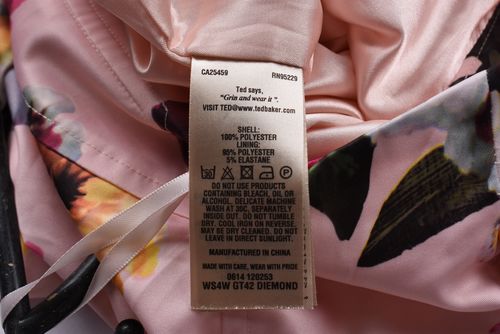 CA25459 RN95229
Ted says,
"Grin and wear it".
VISIT TED@www.tedbaker.com
SHELL:
100% POLYESTER
LINING:
95% POLYESTER
5% ELASTANE
DO NOT USE PRODUCTS
CONTAINING BLEACH, OIL OR
ALCOHOL, DELICATE MACHINE
WASH AT 30C, SEPARATELY
INSIDE OUT. DO NOT TUMBLE
DRY. COOL IRON ON REVERSE
MAY BE DRY CLEANED. DO NOT
LEAVE IN DIRECT SUNLIGHT.
MANUFACTURED IN CHINA
MADE WITH CARE, WEAR WITH PRIDE
0614 120253
WS4W GT42 DIEMOND